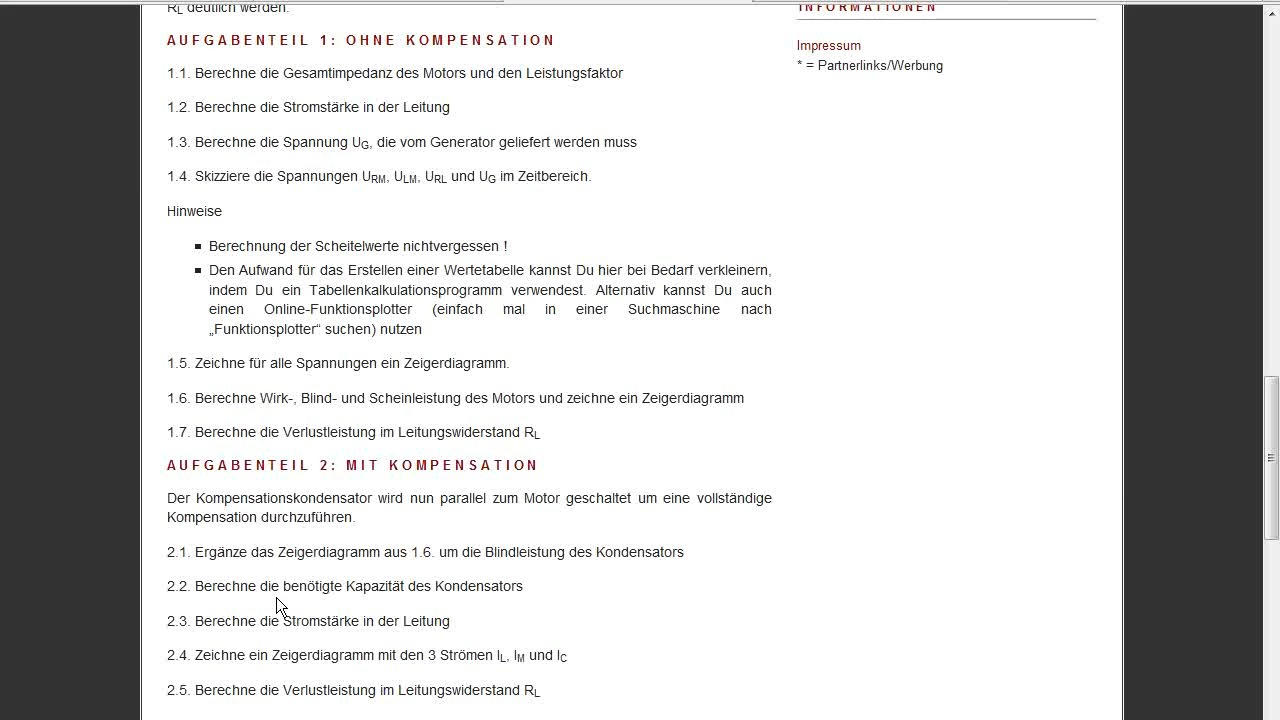 RL deutlich werden.
INFORMATIONEN
AUFGABENTEIL 1: OHNE KOMPENSATION
Impressum
* = Partnerlinks/Werbung
1.1. Berechne die Gesamtimpedanz des Motors und den Leistungsfaktor
1.2. Berechne die Stromstärke in der Leitung
1.3. Berechne die Spannung UG, die vom Generator geliefert werden muss
1.4. Skizziere die Spannungen URM, ULM, URL und UG im Zeitbereich.
Hinweise
Berechnung der Scheitelwerte nichtvergessen !
Den Aufwand für das Erstellen einer Wertetabelle kannst Du hier bei Bedarf verkleinern,
indem Du ein Tabellenkalkulationsprogramm verwendest. Alternativ kannst Du auch
einen Online-Funktionsplotter (einfach mal in einer Suchmaschine nach
„Funktionsplotter“ suchen) nutzen
1.5. Zeichne für alle Spannungen ein Zeigerdiagramm.
1.6. Berechne Wirk-, Blind- und Scheinleistung des Motors und zeichne ein Zeigerdiagramm
1.7. Berechne die Verlustleistung im Leitungswiderstand RL
AUFGABENTEIL 2: MIT KOMPENSATION
Der Kompensationskondensator wird nun parallel zum Motor geschaltet um eine vollständige
Kompensation durchzuführen.
2.1. Ergänze das Zeigerdiagramm aus 1.6. um die Blindleistung des Kondensators
2.2. Berechne die benötigte Kapazität des Kondensators
2.3. Berechne die Stromstärke in der Leitung
2.4. Zeichne ein Zeigerdiagramm mit den 3 Strömen IL, IM und IC
2.5. Berechne die Verlustleistung im Leitungswiderstand RL